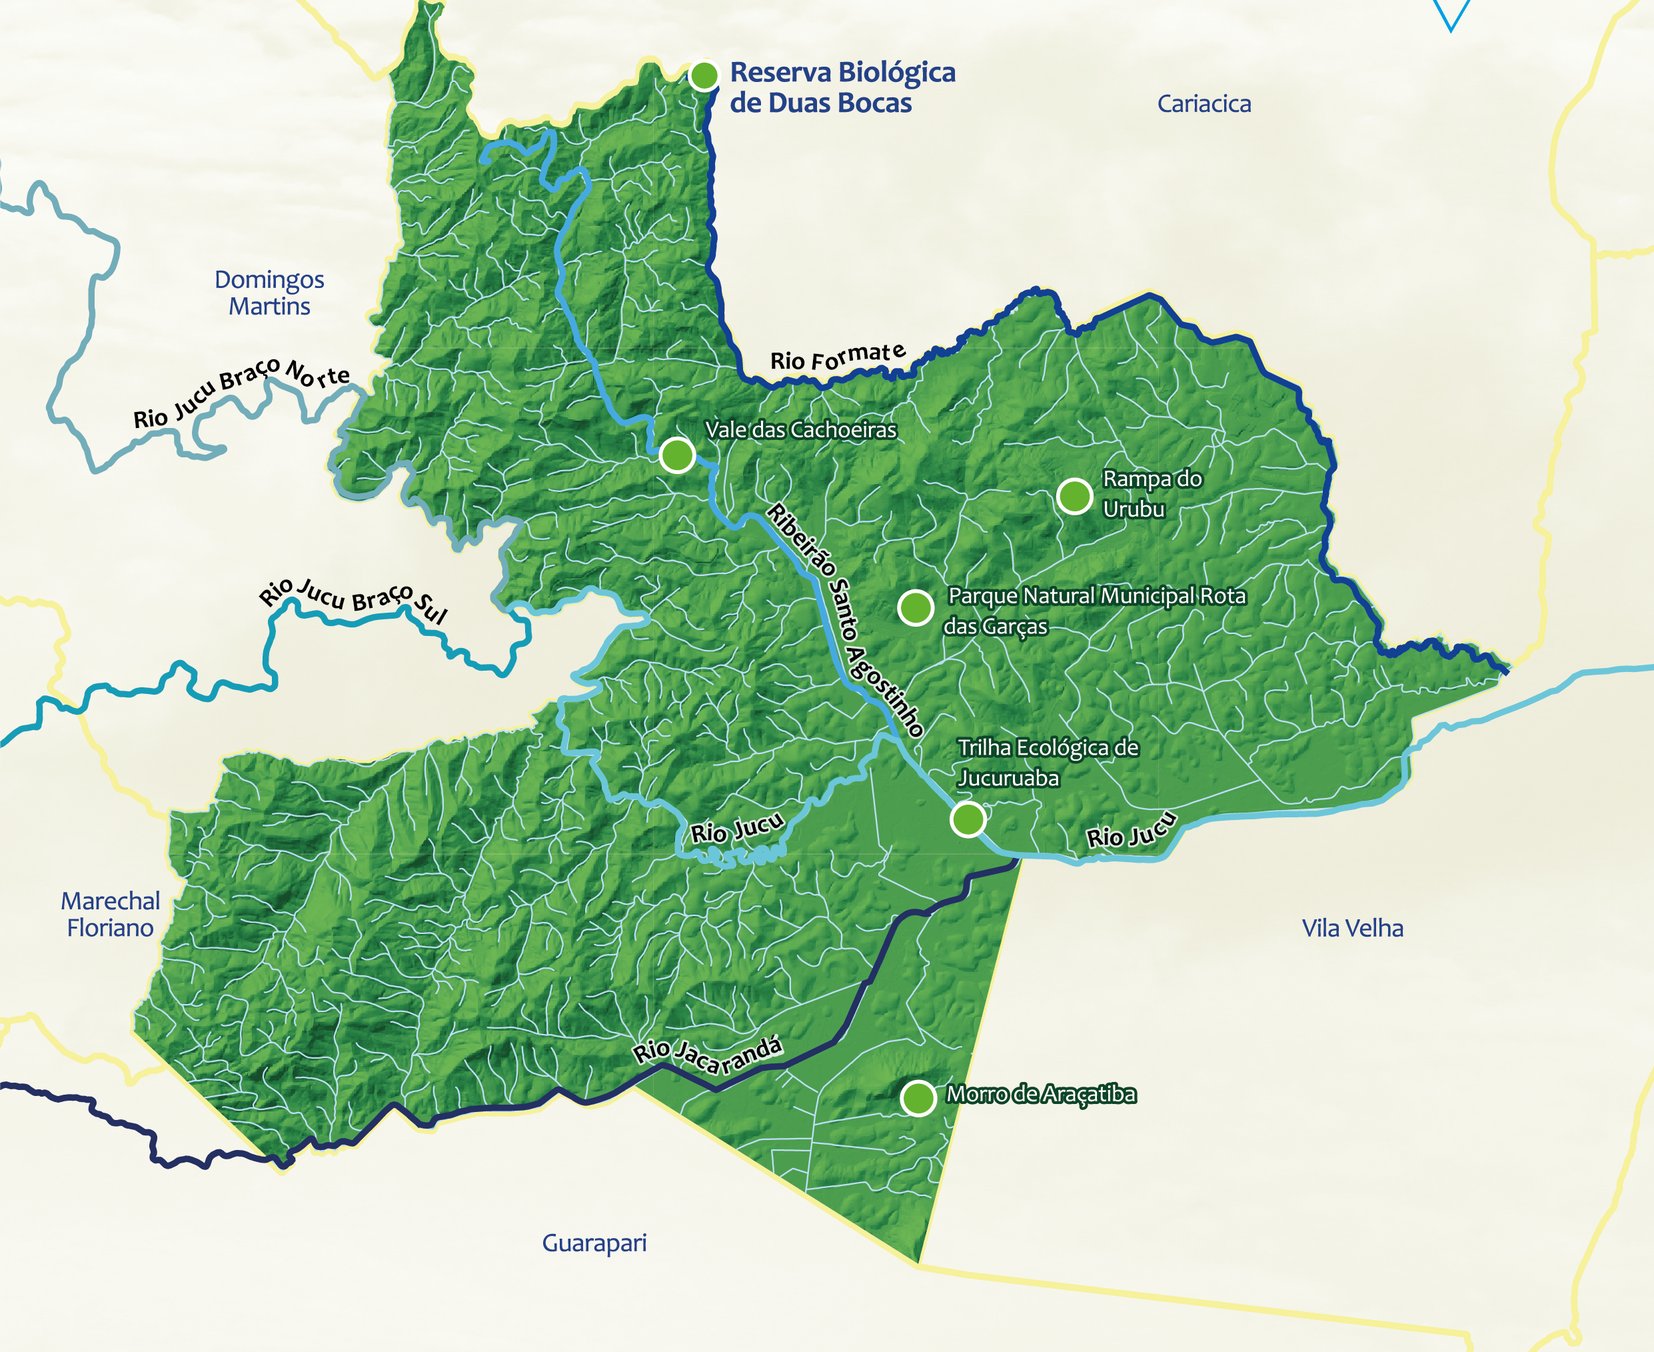 Reserva Biológica
de Duas Bocas
Cariacica
Domingos
Martins
Rio Formate
Rio Jucu Braço Norte
Vale das Cachoeiras
Rampa do
Urubu
Ribeirão Santo Agostinho
Rio Jucu Braço Sul
Parque Natural Municipal Rota
das Garças
Trilha Ecológica de
Jucuruaba
Rio Jucu
Rio Jucu
Marechal
Floriano
Vila Velha
Rio Jacarandá
Morro de Araçatiba
Guarapari